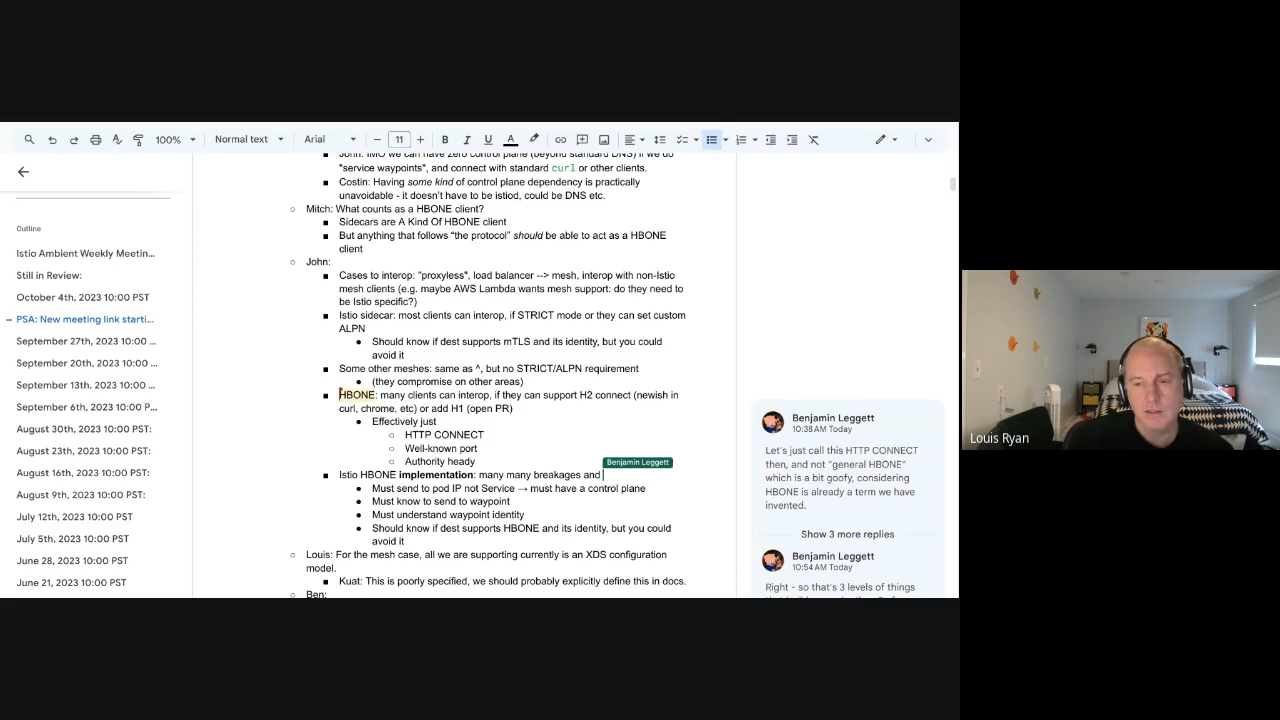 100%
Normal text
Arial
11
B
I
U
A
Outline
Istio Ambient Weekly Meetin...
Still in Review:
October 4th, 2023 10:00 PST
PSA: New meeting link starti...
September 27th, 2023 10:00 ...
September 20th, 2023 10:00 ...
September 13th, 2023 10:00 ...
September 6th, 2023 10:00 P...
August 30th, 2023 10:00 PST:
August 23th, 2023 10:00 PST:
August 16th, 2023 10:00 PST:
August 9th, 2023 10:00 PST:
July 12th, 2023 10:00 PST
July 5th, 2023 10:00 PST
June 28, 2023 10:00 PST
June 21, 2023 10:00 PST
John: IMO we can have zero control plane (beyond standard DNS) if we do
"service waypoints", and connect with standard curl or other clients.
Costin: Having some kind of control plane dependency is practically
unavoidable - it doesn't have to be istiod, could be DNS etc.
Mitch: What counts as a HBONE client?
Sidecars are A Kind Of HBONE client
But anything that follows "the protocol" should be able to act as a HBONE
client
John:
Cases to interop: "proxyless", load balancer --> mesh, interop with non-Istio
mesh clients (e.g. maybe AWS Lambda wants mesh support: do they need to
be Istio specific?)
Istio sidecar: most clients can interop, if STRICT mode or they can set custom
ALPN
Should know if dest supports mTLS and its identity, but you could
avoid it
Some other meshes: same as ^, but no STRICT/ALPN requirement
(they compromise on other areas)
HBONE: many clients can interop, if they can support H2 connect (newish in
curl, chrome, etc) or add H1 (open PR)
Effectively just
HTTP CONNECT
Well-known port
Authority heady
Benjamin Leggett
Istio HBONE implementation: many many breakages and
Must send to pod IP not Service → must have a control plane
Must know to send to waypoint
Must understand waypoint identity
Should know if dest supports HBONE and its identity, but you could
avoid it
Louis: For the mesh case, all we are supporting currently is an XDS configuration
model.
Kuat: This is poorly specified, we should probably explicitly define this in docs.
Ben:
Benjamin Leggett
10:38 AM Today
Let's just call this HTTP CONNECT
then, and not "general HBONE"
which is a bit goofy, considering
HBONE is already a term we have
invented.
Show 3 more replies
Benjamin Leggett
10:54 AM Today
Right - so that's 3 levels of things
Louis Ryan